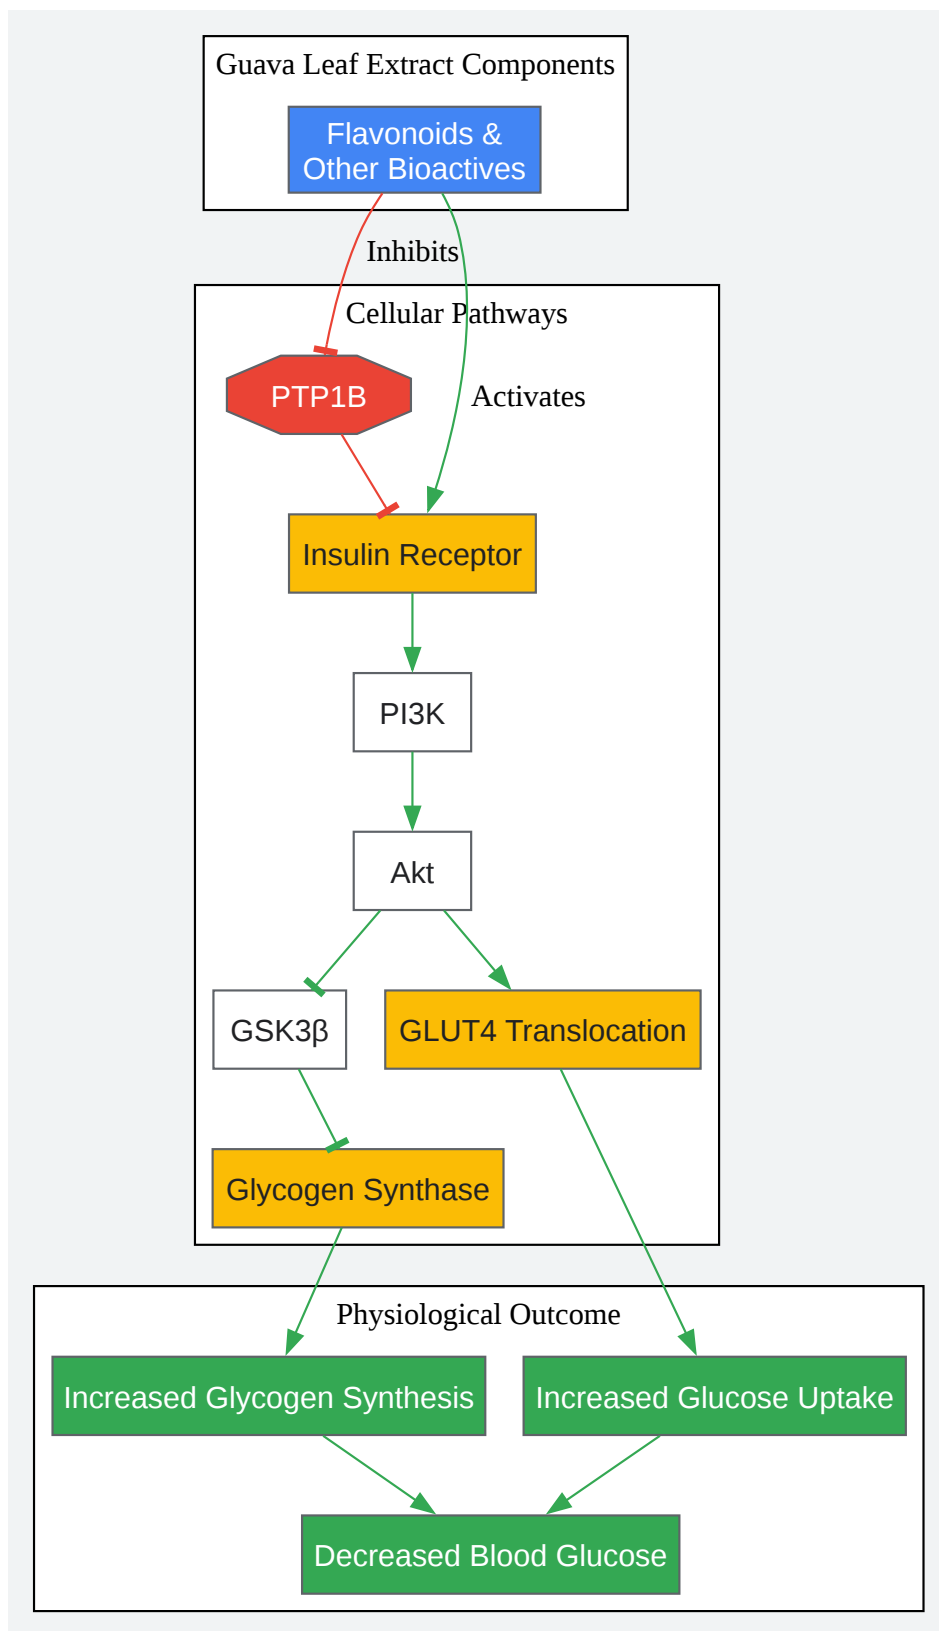 Guava Leaf Extract Components
Flavonoids &
Other Bioactives
Inhibits
Cellular Pathways
PTP1B
Activates
Insulin Receptor
PI3K
Akt
GSK3β
GLUT4 Translocation
Glycogen Synthase
Physiological Outcome
Increased Glycogen Synthesis
Increased Glucose Uptake
Decreased Blood Glucose